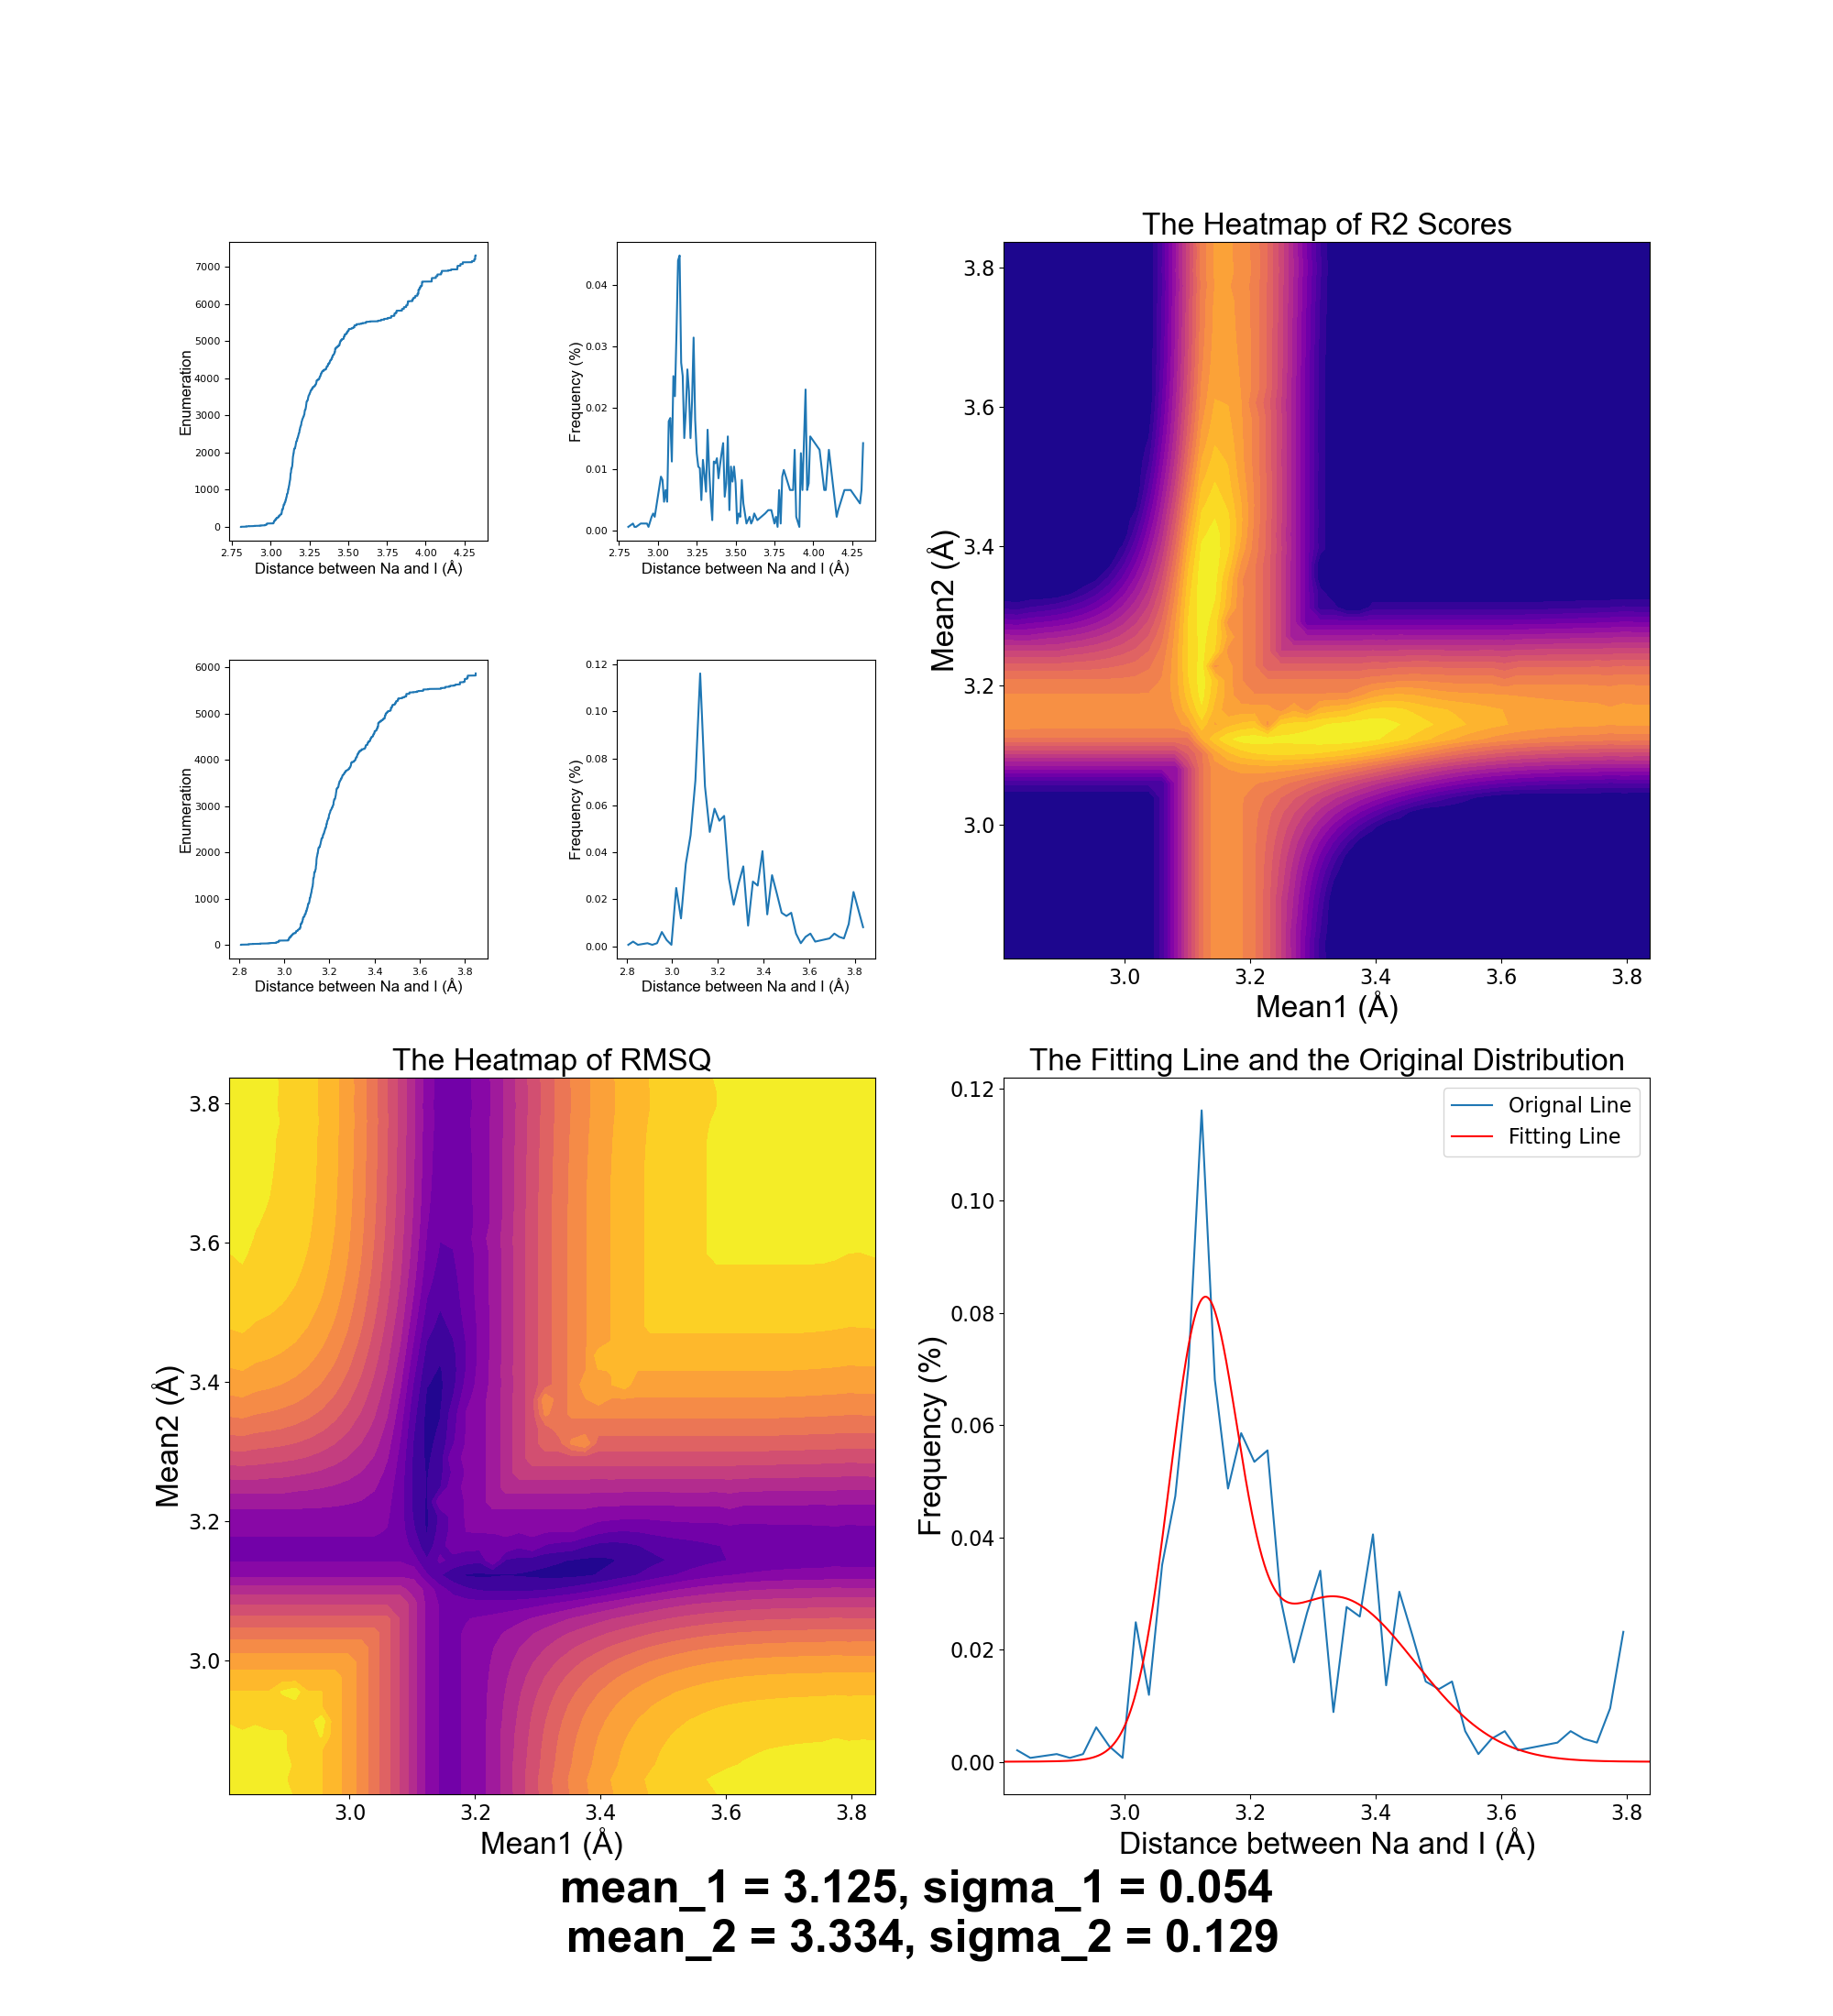 7000
6000
5000
4000
3000
2000
1000
0
Enumeration
2.75 3.00 3.25 3.50 3.75 4.00 4.25
Distance between Na and I (Å)
0.04
0.03
0.02
0.01
0.00
Frequency (%)
2.75 3.00 3.25 3.50 3.75 4.00 4.25
Distance between Na and I (Å)
The Heatmap of R2 Scores
3.8
3.6
3.4
3.2
3.0
Mean2 (Å)
3.0 3.2 3.4 3.6 3.8
Mean1 (Å)
6000
5000
4000
3000
2000
1000
0
Enumeration
2.8 3.0 3.2 3.4 3.6 3.8
Distance between Na and I (Å)
0.12
0.10
0.08
0.06
0.04
0.02
0.00
Frequency (%)
2.8 3.0 3.2 3.4 3.6 3.8
Distance between Na and I (Å)
The Heatmap of RMSQ
3.8
3.6
3.4
3.2
3.0
Mean2 (Å)
3.0 3.2 3.4 3.6 3.8
Mean1 (Å)
The Fitting Line and the Original Distribution
Orignal Line
Fitting Line
0.12
0.10
0.08
0.06
0.04
0.02
0.00
Frequency (%)
3.0 3.2 3.4 3.6 3.8
Distance between Na and I (Å)
mean_1 = 3.125, sigma_1 = 0.054
mean_2 = 3.334, sigma_2 = 0.129